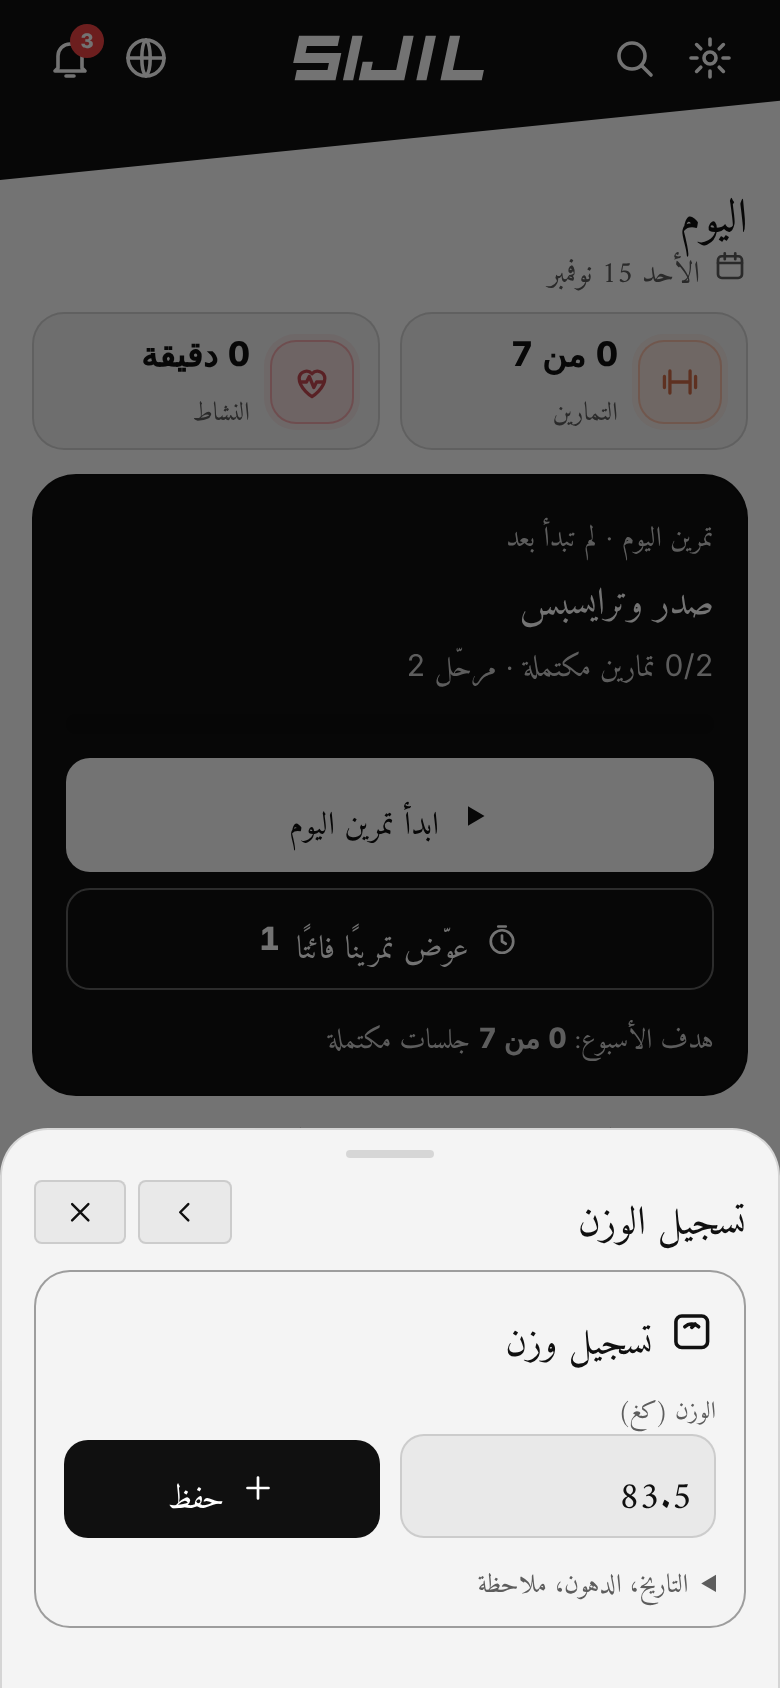 3
SIJIL
اليوم
الأحد 15 نوفمبر
0 من 7
التمارين
0 دقيقة
النشاط
تمرين اليوم · لم تبدأ بعد
صدر وترايسبس
0/2 تمارين مكتملة · مرحّل 2
ابدأ تمرين اليوم
عوّض تمرينًا فائتًا 1
هدف الأسبوع: 0 من 7 جلسات مكتملة
تسجيل الوزن
تسجيل وزن
الوزن (كغ)
83.5
حفظ
التاريخ، الدهون، ملاحظة